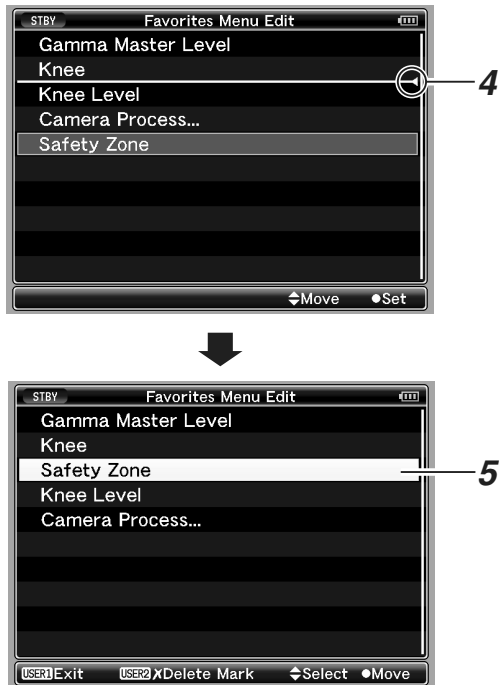 STBY Favorites Menu Edit
Gamma Master Level
Knee
4
Knee Level
Camera Process...
Safety Zone
Move ●Set
STBY Favorites Menu Edit
Gamma Master Level
Knee
Safety Zone
5
Knee Level
Camera Process...
USER1 Exit USER2 ✗Delete Mark Select ●Move